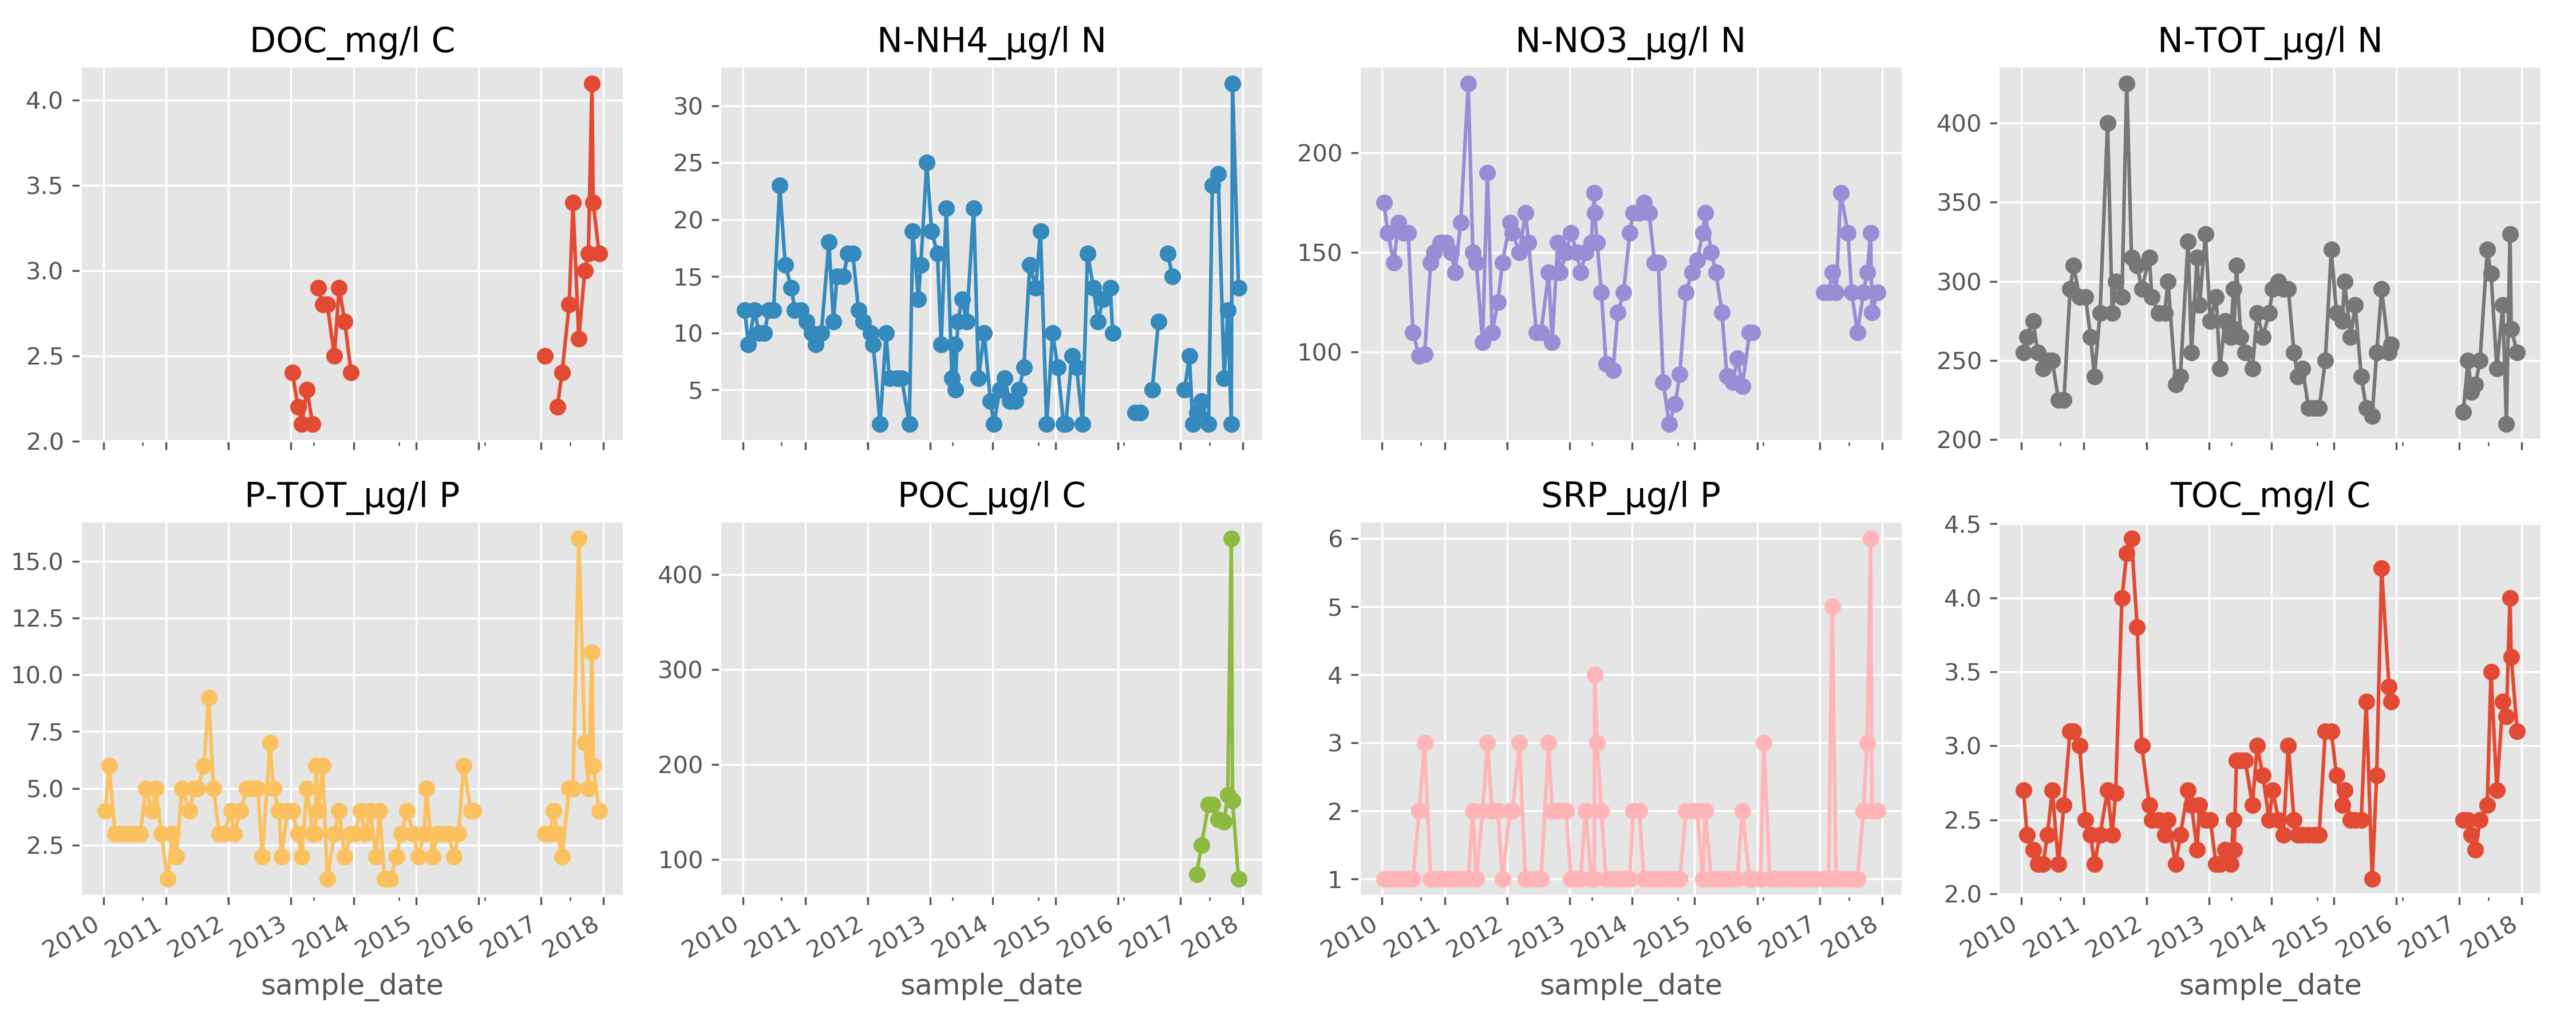 DOC_mg/l C
N-NH4_µg/l N
N-NO3_µg/l N
N-TOT_µg/l N
4.0
3.5
3.0
2.5
2.0
30
25
20
15
10
5
200
150
100
400
350
300
250
200
P-TOT_µg/l P
POC_µg/l C
SRP_µg/l P
TOC_mg/l C
15.0
12.5
10.0
7.5
5.0
2.5
400
300
200
100
6
5
4
3
2
1
4.5
4.0
3.5
3.0
2.5
2.0
2010 2011 2012 2013 2014 2015 2016 2017 2018
2010 2011 2012 2013 2014 2015 2016 2017 2018
2010 2011 2012 2013 2014 2015 2016 2017 2018
2010 2011 2012 2013 2014 2015 2016 2017 2018
sample_date
sample_date
sample_date
sample_date